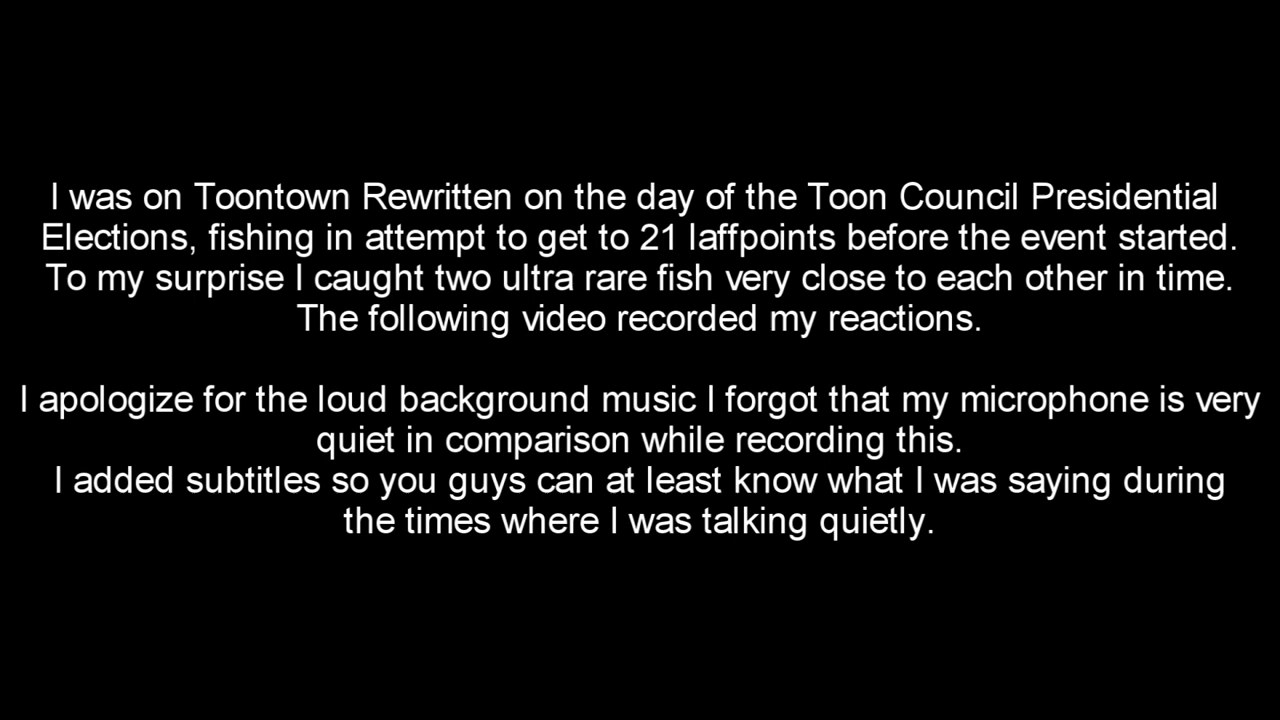 I was on Toontown Rewritten on the day of the Toon Council Presidential
Elections, fishing in attempt to get to 21 laffpoints before the event started.
To my surprise I caught two ultra rare fish very close to each other in time.
The following video recorded my reactions.
I apologize for the loud background music I forgot that my microphone is very
quiet in comparison while recording this.
I added subtitles so you guys can at least know what I was saying during
the times where I was talking quietly.